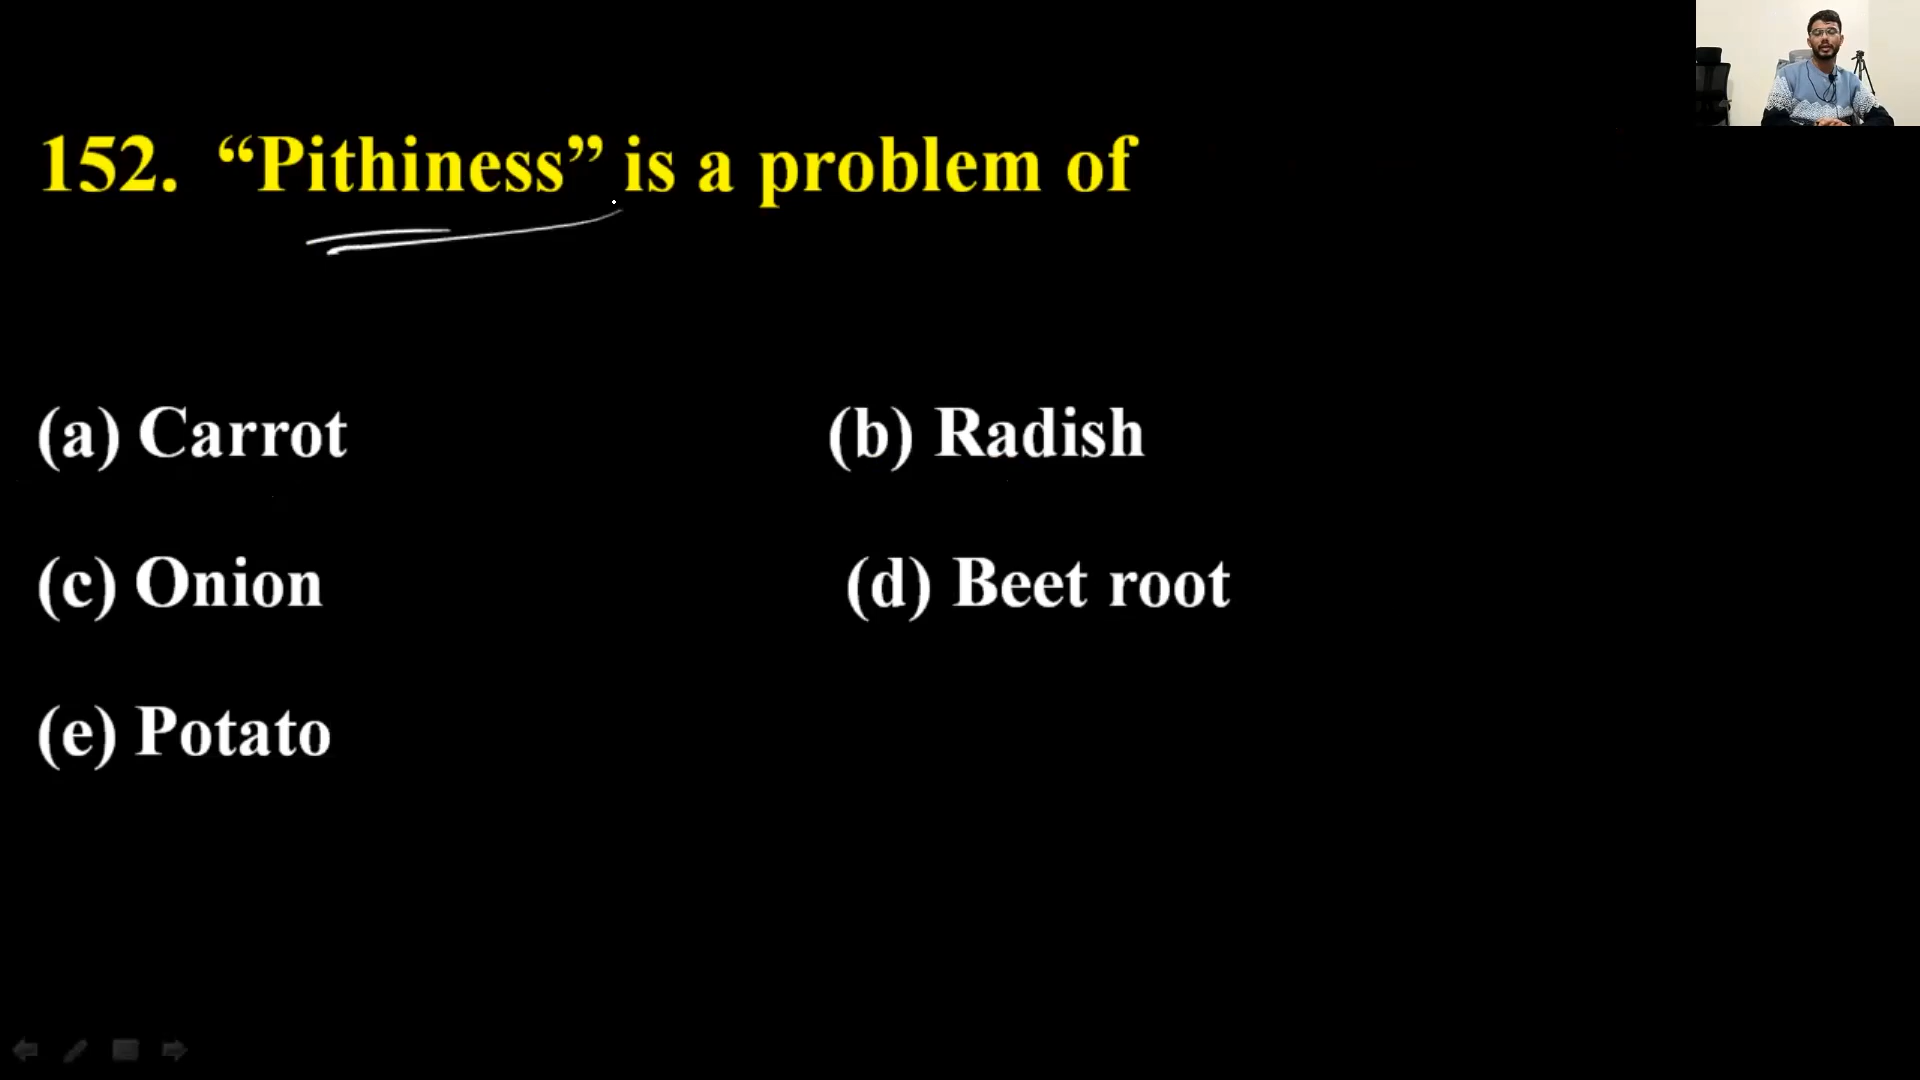 152. “Pithiness” is a problem of
(a) Carrot (b) Radish
(c) Onion (d) Beet root
(e) Potato